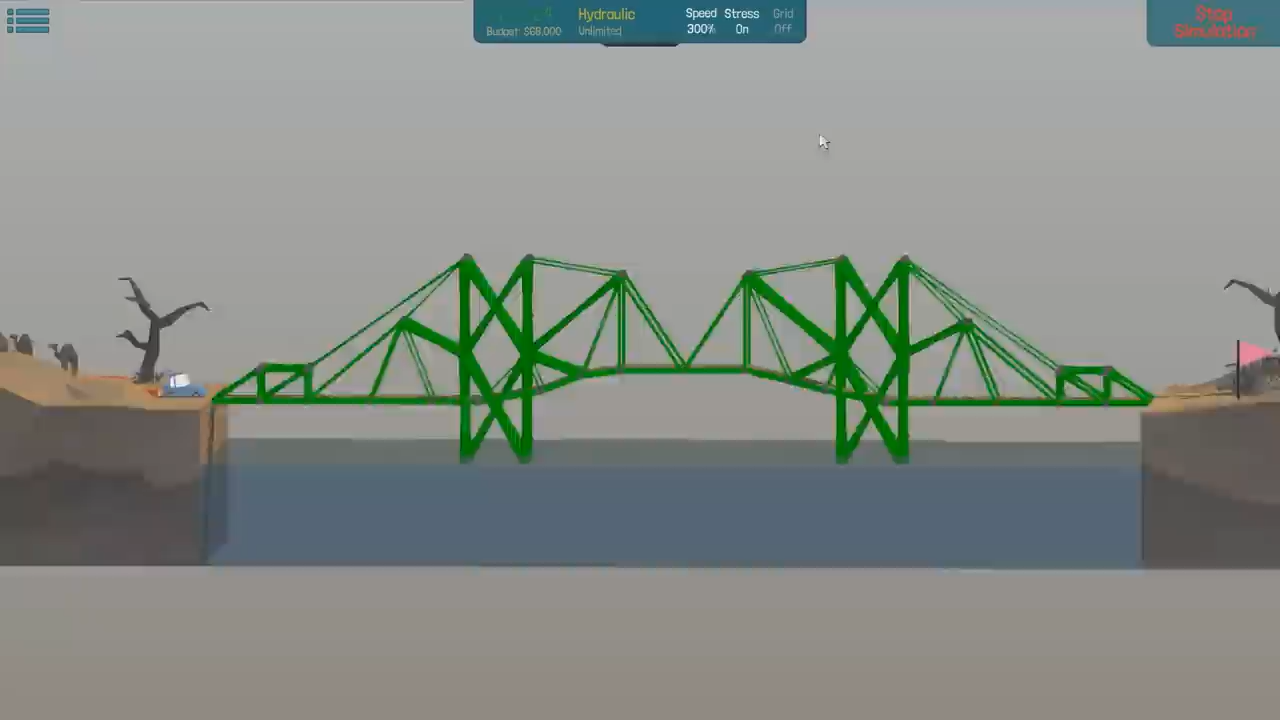 Hydraulic
Speed
Stress
Grid
Budget: $68,000
Unlimited
300%
On
Off
Stop
Simulation